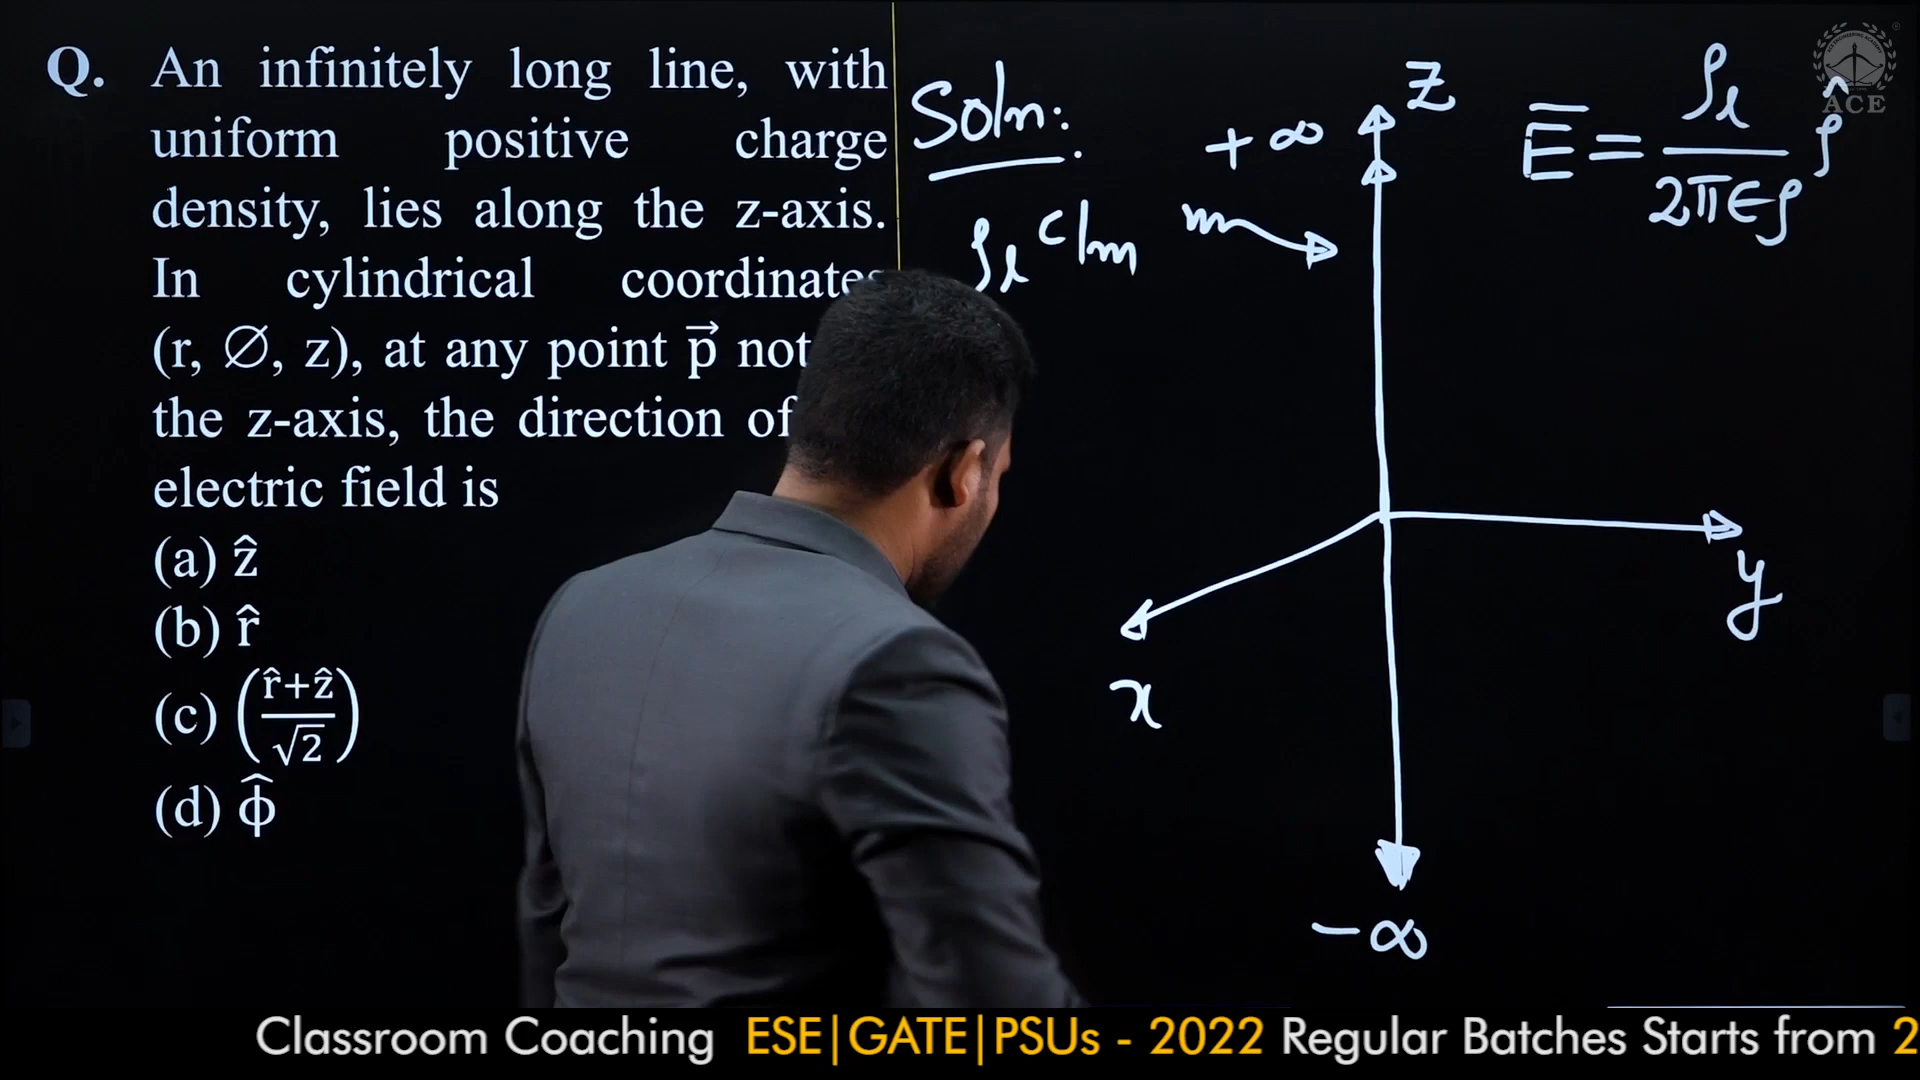 Q. An infinitely long line, with
uniform positive charge
density, lies along the z-axis.
In cylindrical coordinates
(r, ∅, z), at any point p⃗ not
the z-axis, the direction of
electric field is
(a) ẑ
(b) r̂
(c) (r̂+ẑ/√2)
(d) ϕ̂
Soln:
ρℓ C/m
+∞
z
E̅ = ρℓ/2π∈ρ ρ̂
y
x
-∞
ACE
Classroom Coaching ESE|GATE|PSUs - 2022 Regular Batches Starts from 2